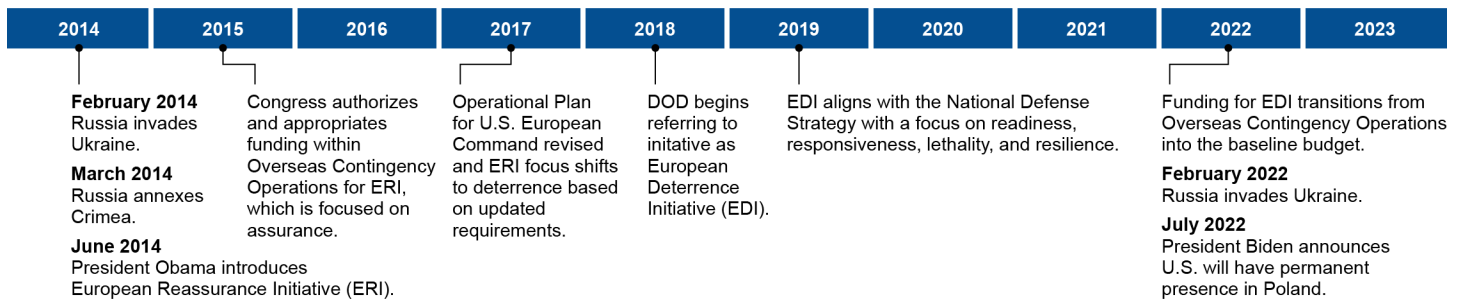 2014
2015
2016
2017
2018
2019
2020
2021
2022
2023
February 2014
Russia invades
Ukraine.
March 2014
Russia annexes
Crimea.
June 2014
President Obama introduces
European Reassurance Initiative (ERI).
Congress authorizes
and appropriates
funding within
Overseas Contingency
Operations for ERI,
which is focused on
assurance.
Operational Plan
for U.S. European
Command revised
and ERI focus shifts
to deterrence based
on updated
requirements.
DOD begins
referring to
initative as
European
Deterrence
Initiative (EDI).
EDI aligns with the National Defense
Strategy with a focus on readiness,
responsiveness, lethality, and resilience.
Funding for EDI transitions from
Overseas Contingency Operations
into the baseline budget.
February 2022
Russia invades Ukraine.
July 2022
President Biden announces
U.S. will have permanent
presence in Poland.